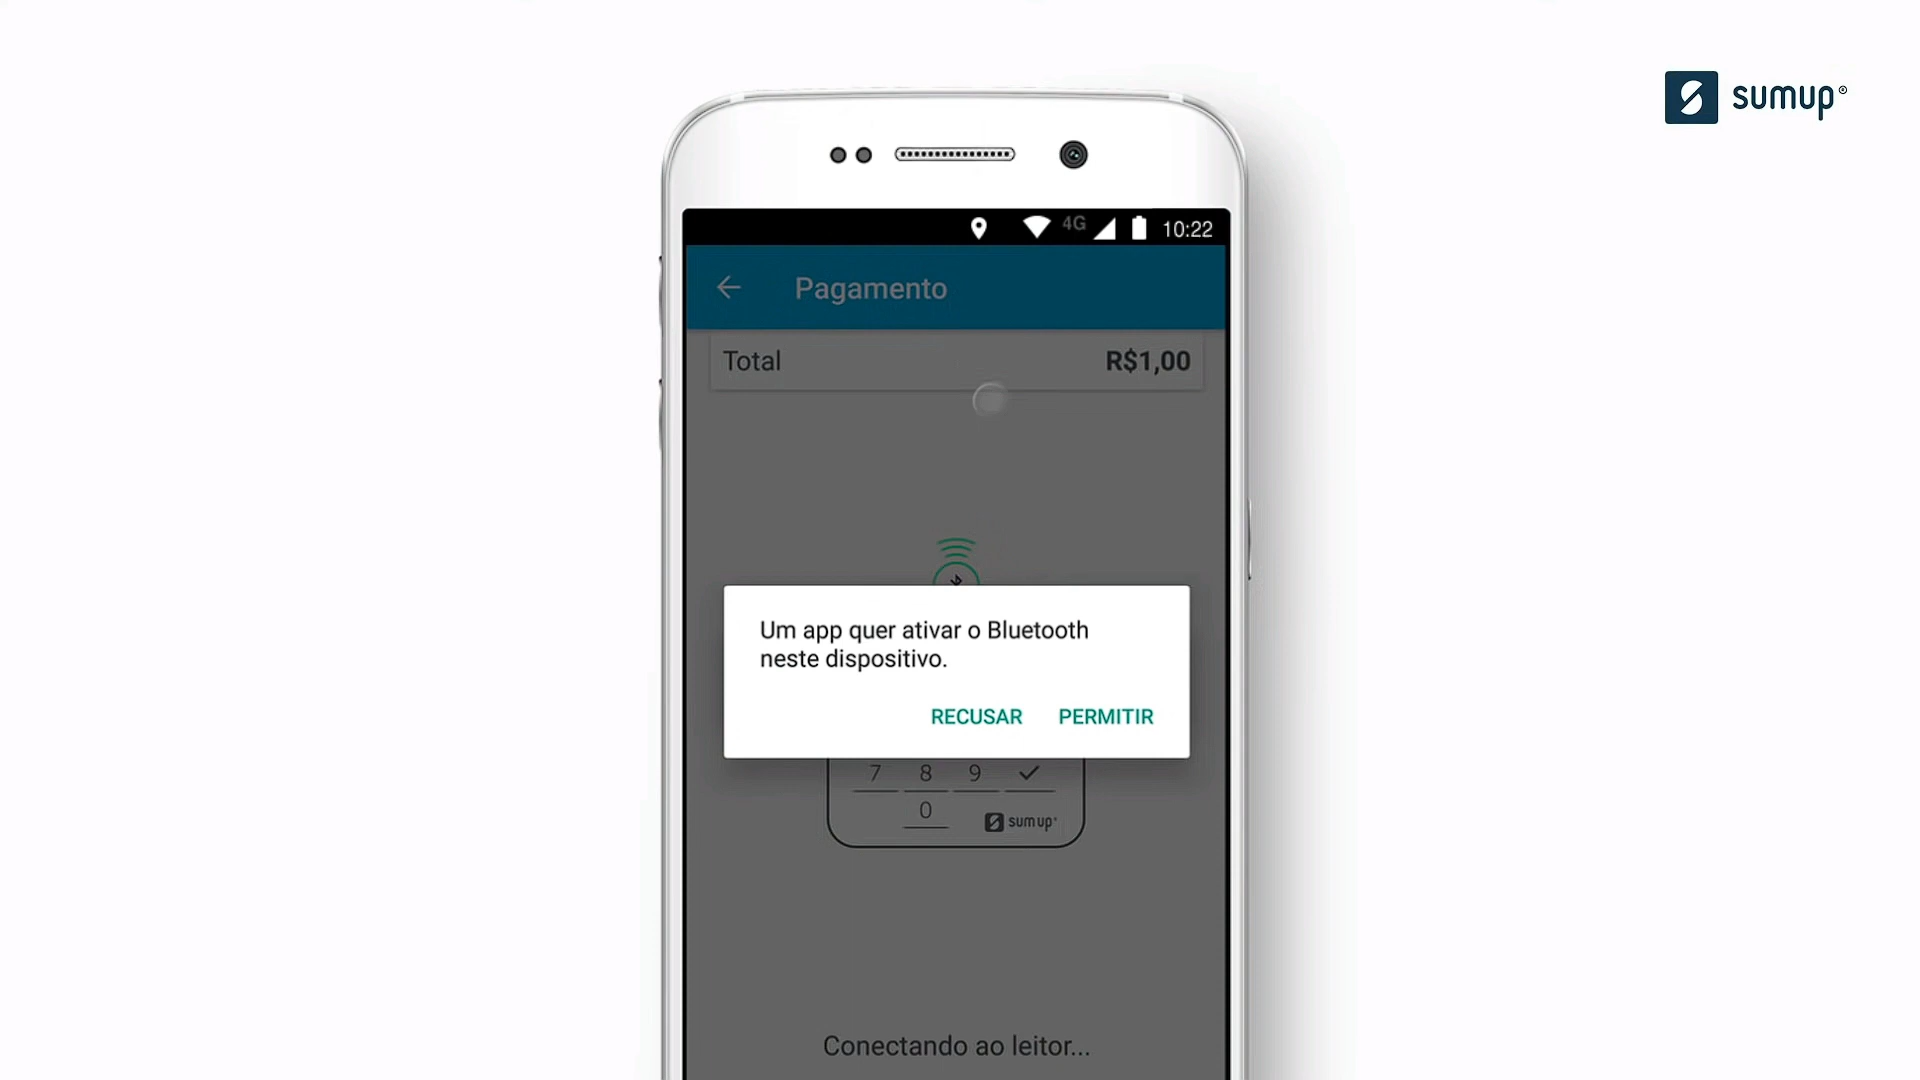 sumup®
4G 10:22
Pagamento
Total R$1,00
Um app quer ativar o Bluetooth
neste dispositivo.
RECUSAR PERMITIR
7 8 9
0
sumup®
Conectando ao leitor...